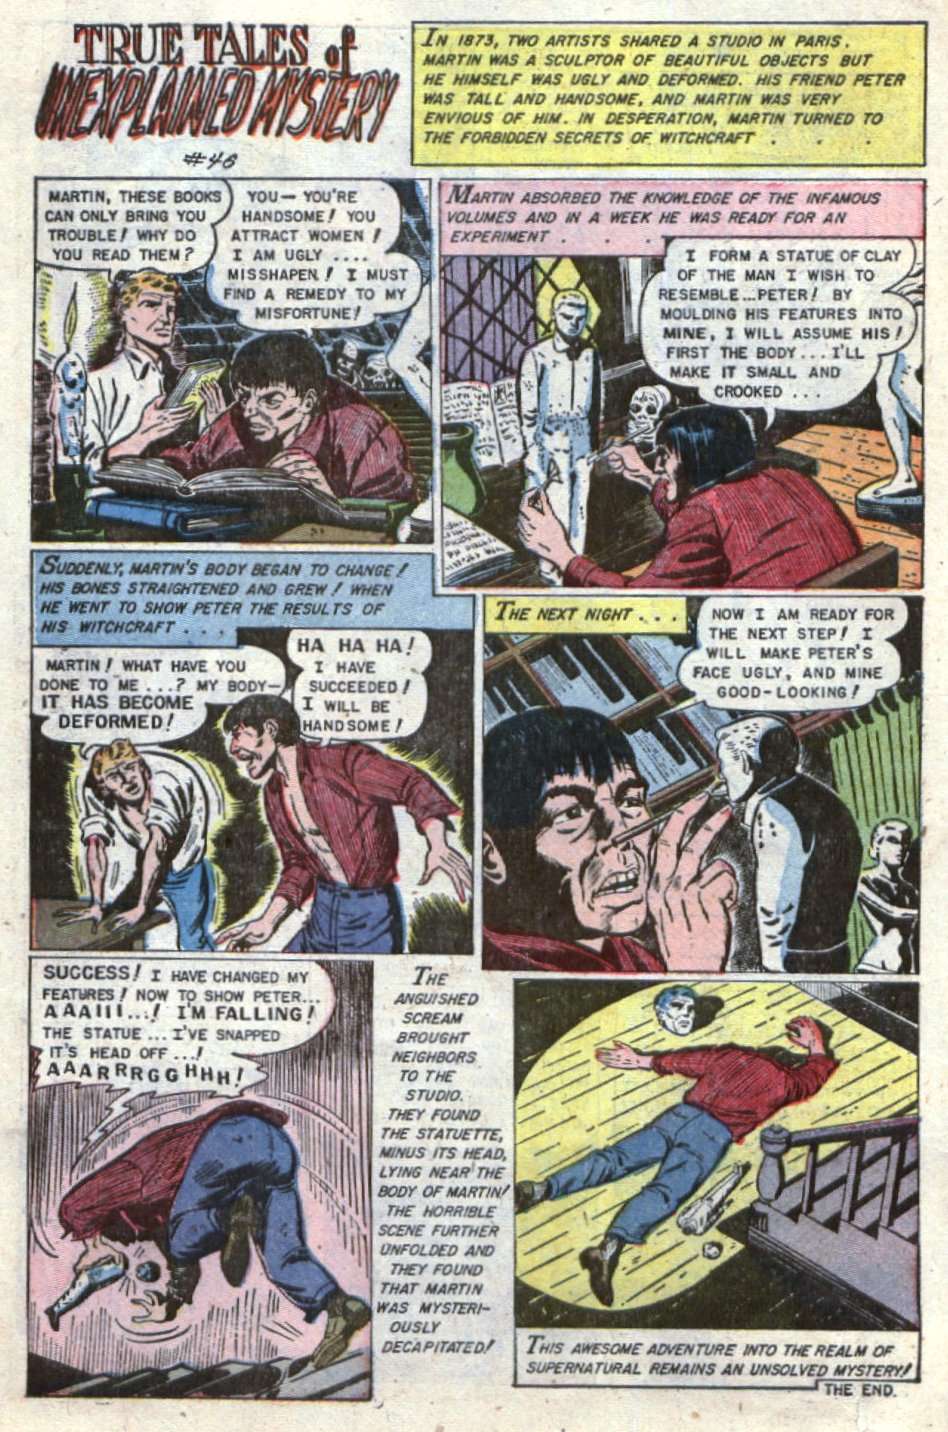 TRUE TALES of
UNEXPLAINED MYSTERY
#46
IN 1873, TWO ARTISTS SHARED A STUDIO IN PARIS.
MARTIN WAS A SCULPTOR OF BEAUTIFUL OBJECTS BUT
HE HIMSELF WAS UGLY AND DEFORMED. HIS FRIEND PETER
WAS TALL AND HANDSOME, AND MARTIN WAS VERY
ENVIOUS OF HIM. IN DESPERATION, MARTIN TURNED TO
THE FORBIDDEN SECRETS OF WITCHCRAFT . . .
MARTIN, THESE BOOKS
CAN ONLY BRING YOU
TROUBLE! WHY DO
YOU READ THEM?
YOU— YOU'RE
HANDSOME! YOU
ATTRACT WOMEN!
I AM UGLY ....
MISSHAPEN! I MUST
FIND A REMEDY TO MY
MISFORTUNE!
MARTIN ABSORBED THE KNOWLEDGE OF THE INFAMOUS
VOLUMES AND IN A WEEK HE WAS READY FOR AN
EXPERIMENT . . .
I FORM A STATUE OF CLAY
OF THE MAN I WISH TO
RESEMBLE...PETER! BY
MOULDING HIS FEATURES INTO
MINE, I WILL ASSUME HIS!
FIRST THE BODY... I'LL
MAKE IT SMALL AND
CROOKED ...
SUDDENLY, MARTIN'S BODY BEGAN TO CHANGE!
HIS BONES STRAIGHTENED AND GREW! WHEN
HE WENT TO SHOW PETER THE RESULTS OF
HIS WITCHCRAFT . . .
MARTIN! WHAT HAVE YOU
DONE TO ME ...? MY BODY—
IT HAS BECOME
DEFORMED!
HA HA HA!
I HAVE
SUCCEEDED!
I WILL BE
HANDSOME!
THE NEXT NIGHT . . .
NOW I AM READY FOR
THE NEXT STEP! I
WILL MAKE PETER'S
FACE UGLY, AND MINE
GOOD-LOOKING!
SUCCESS! I HAVE CHANGED MY
FEATURES! NOW TO SHOW PETER...
AAAIII...! I'M FALLING!
THE STATUE ... I'VE SNAPPED
IT'S HEAD OFF...!
AAARRRGGHHH!
THE
ANGUISHED
SCREAM
BROUGHT
NEIGHBORS
TO THE
STUDIO.
THEY FOUND
THE STATUETTE,
MINUS ITS HEAD,
LYING NEAR THE
BODY OF MARTIN!
THE HORRIBLE
SCENE FURTHER
UNFOLDED AND
THEY FOUND
THAT MARTIN
WAS MYSTERI-
OUSLY
DECAPITATED!
THIS AWESOME ADVENTURE INTO THE REALM OF
SUPERNATURAL REMAINS AN UNSOLVED MYSTERY!
THE END.